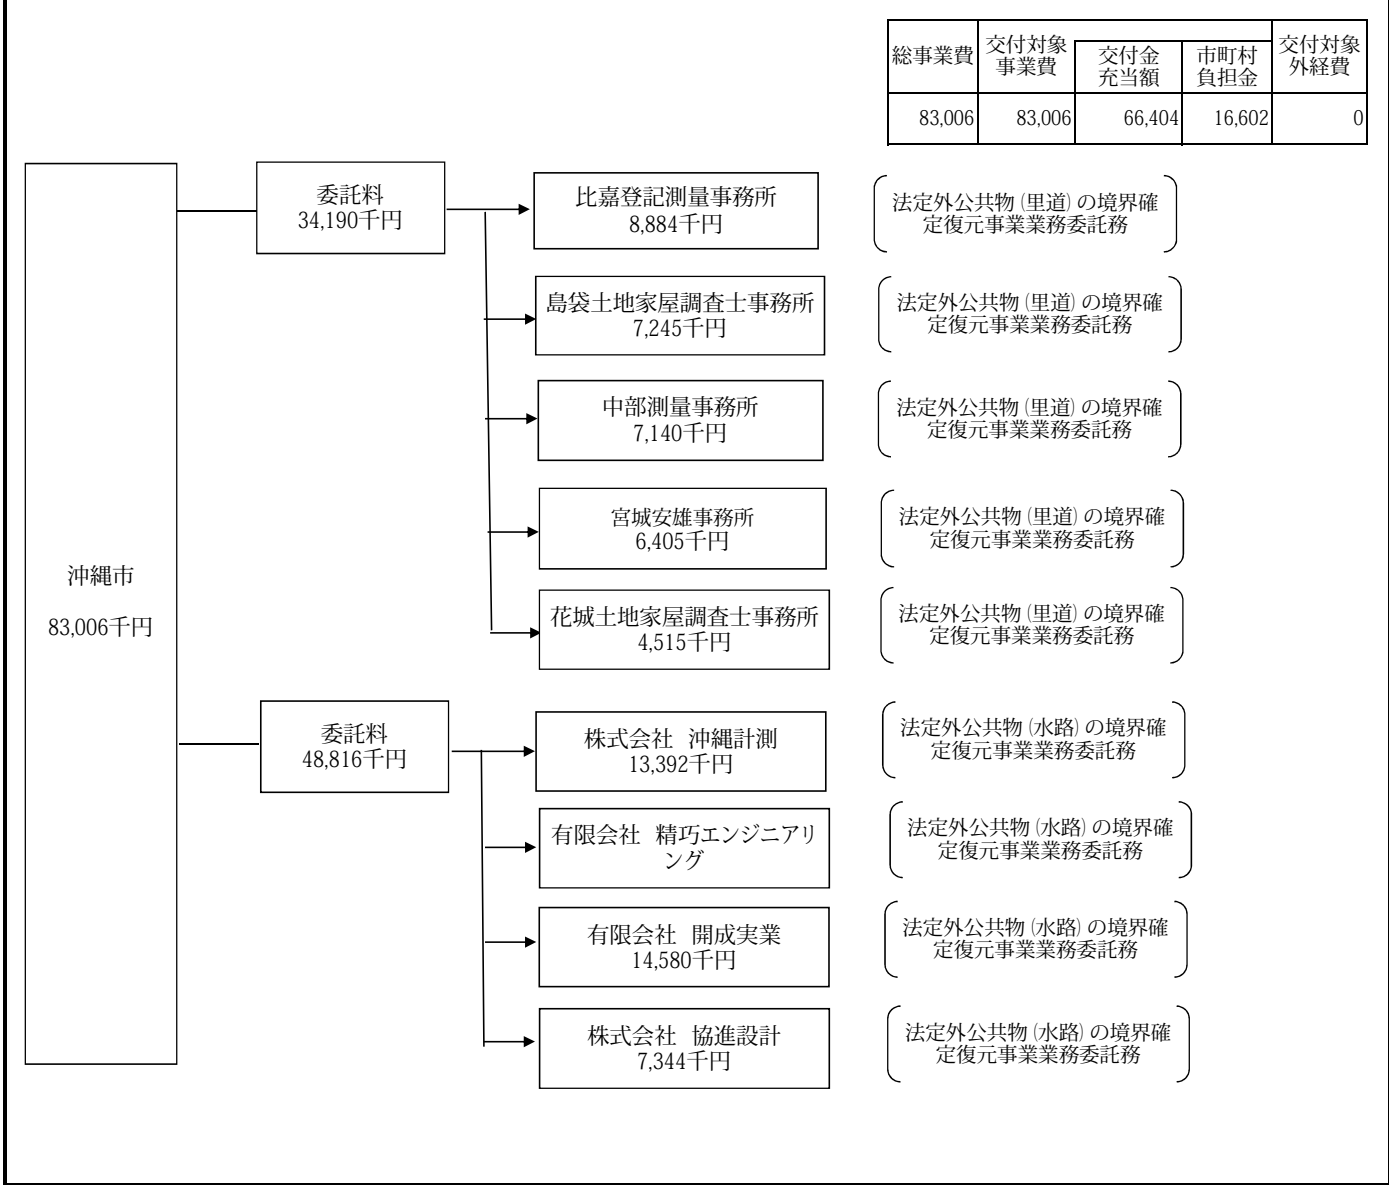 総事業費
交付対象
事業費
交付金
充当額
市町村
負担金
交付対象
外経費
83,006
83,006
66,404
16,602
0
沖縄市
83,006千円
委託料
34,190千円
比嘉登記測量事務所
8,884千円
法定外公共物(里道)の境界確
定復元事業業務委託務
島袋土地家屋調査士事務所
7,245千円
法定外公共物(里道)の境界確
定復元事業業務委託務
中部測量事務所
7,140千円
法定外公共物(里道)の境界確
定復元事業業務委託務
宮城安雄事務所
6,405千円
法定外公共物(里道)の境界確
定復元事業業務委託務
花城土地家屋調査士事務所
4,515千円
法定外公共物(里道)の境界確
定復元事業業務委託務
委託料
48,816千円
株式会社　沖縄計測
13,392千円
法定外公共物(水路)の境界確
定復元事業業務委託務
有限会社　精巧エンジニアリ
ング
法定外公共物(水路)の境界確
定復元事業業務委託務
有限会社　開成実業
14,580千円
法定外公共物(水路)の境界確
定復元事業業務委託務
株式会社　協進設計
7,344千円
法定外公共物(水路)の境界確
定復元事業業務委託務